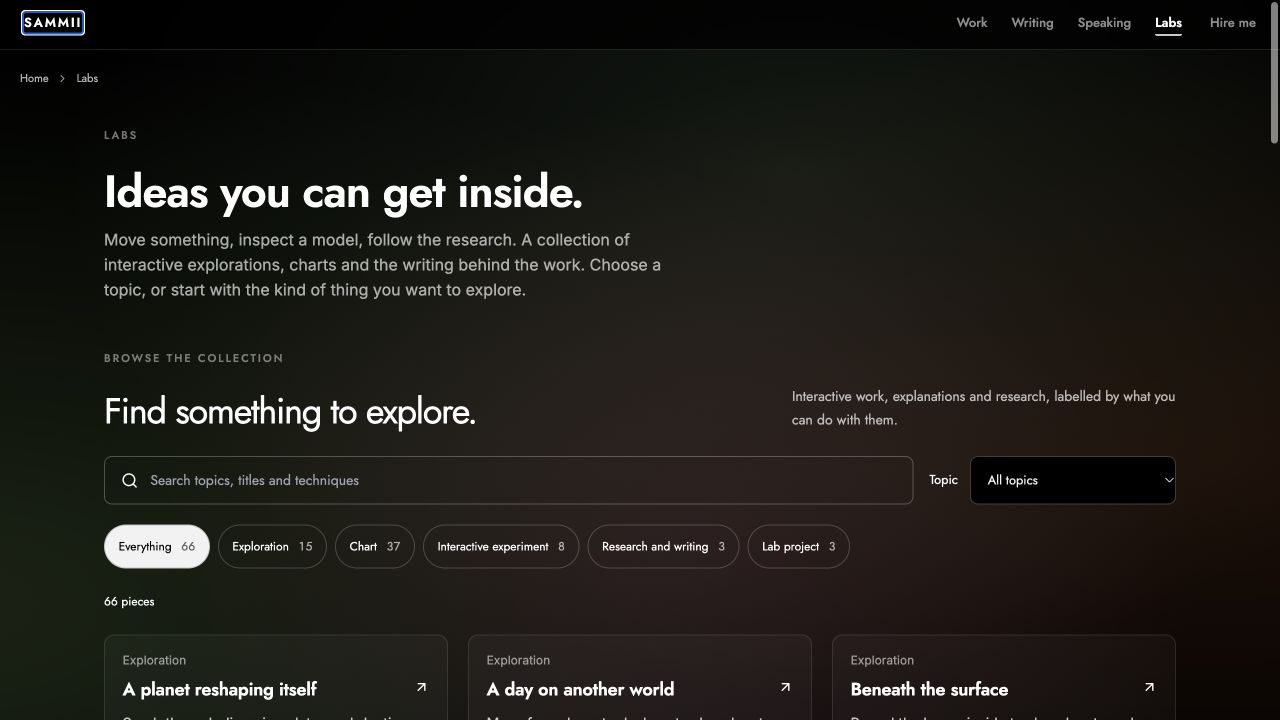 SAMMII
Work
Writing
Speaking
Labs
Hire me
Home
Labs
LABS
Ideas you can get inside.
Move something, inspect a model, follow the research. A collection of
interactive explorations, charts and the writing behind the work. Choose a
topic, or start with the kind of thing you want to explore.
BROWSE THE COLLECTION
Find something to explore.
Interactive work, explanations and research, labelled by what you
can do with them.
Search topics, titles and techniques
Topic
All topics
Everything 66
Exploration 15
Chart 37
Interactive experiment 8
Research and writing 3
Lab project 3
66 pieces
Exploration
A planet reshaping itself
Exploration
A day on another world
Exploration
Beneath the surface